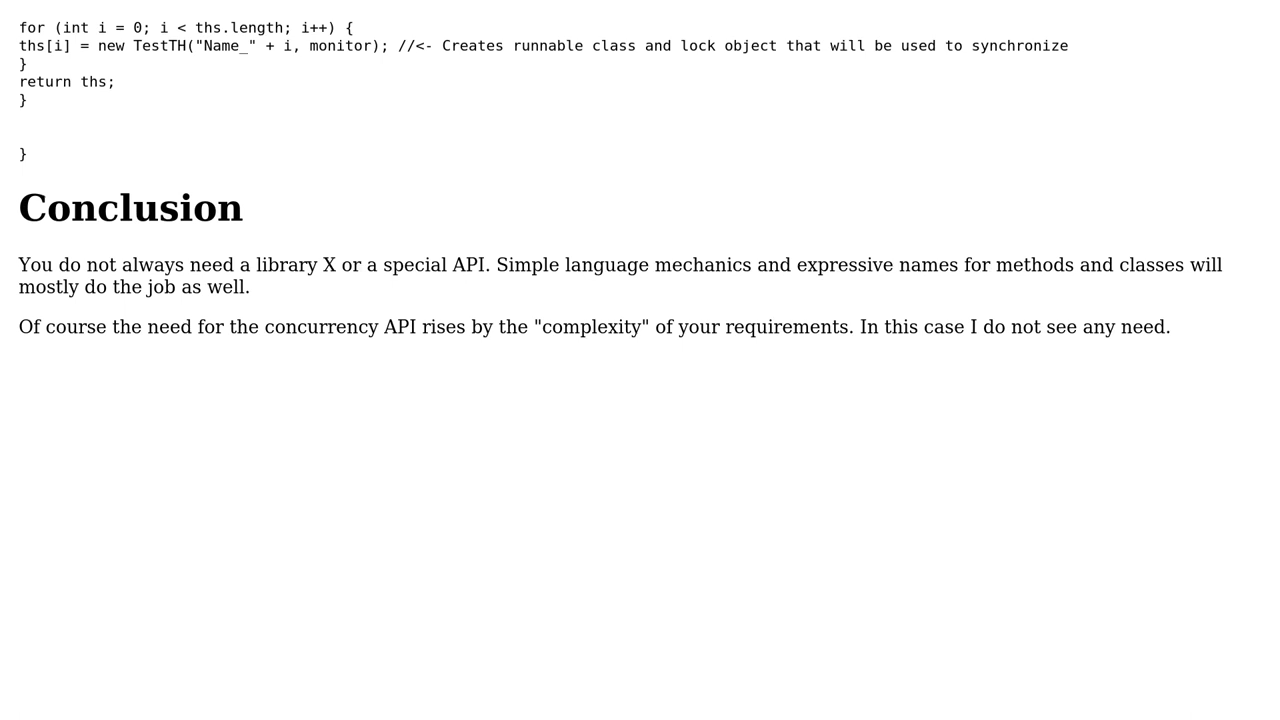 for (int i = 0; i < ths.length; i++) {
ths[i] = new TestTH("Name_" + i, monitor); //<- Creates runnable class and lock object that will be used to synchronize
}
return ths;
}
}
Conclusion
You do not always need a library X or a special API. Simple language mechanics and expressive names for methods and classes will
mostly do the job as well.
Of course the need for the concurrency API rises by the "complexity" of your requirements. In this case I do not see any need.